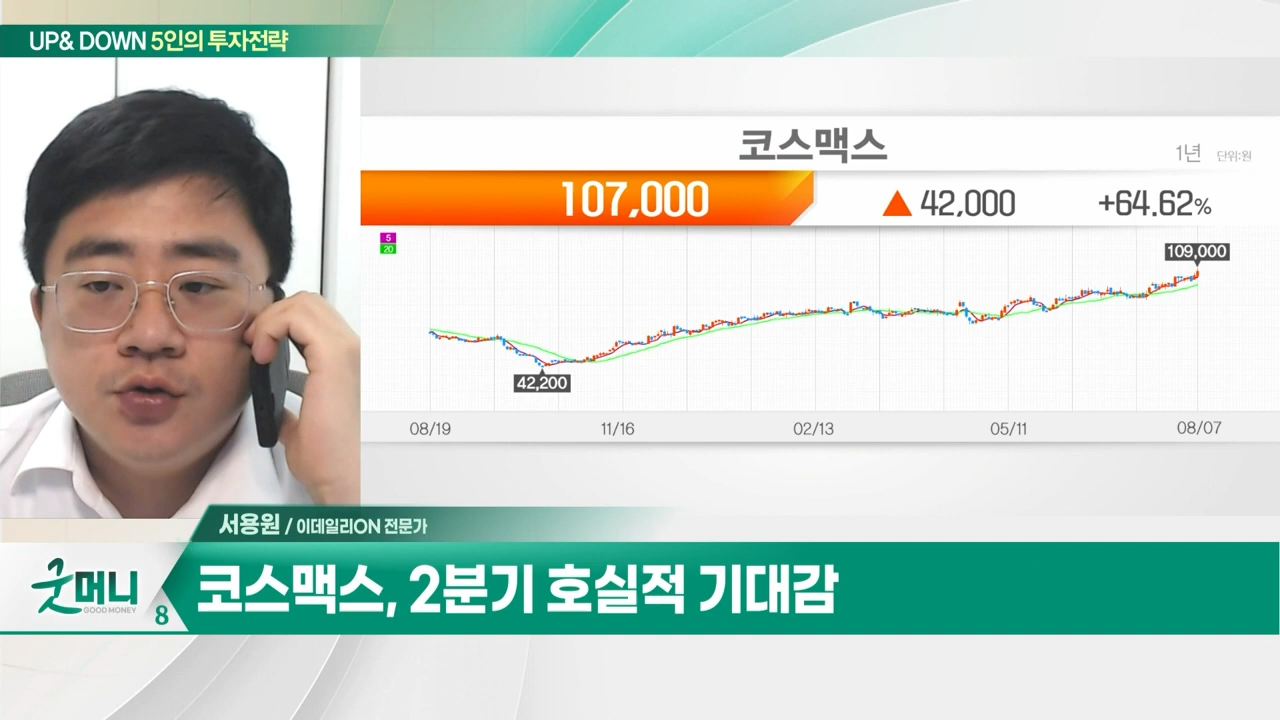 UP& DOWN 5인의 투자전략
코스맥스
1년 단위:원
107,000 ▲ 42,000 +64.62%
5
20
109,000
42,200
08/19 11/16 02/13 05/11 08/07
서용원 / 이데일리ON 전문가
굿머니
GOOD MONEY
8
코스맥스, 2분기 호실적 기대감